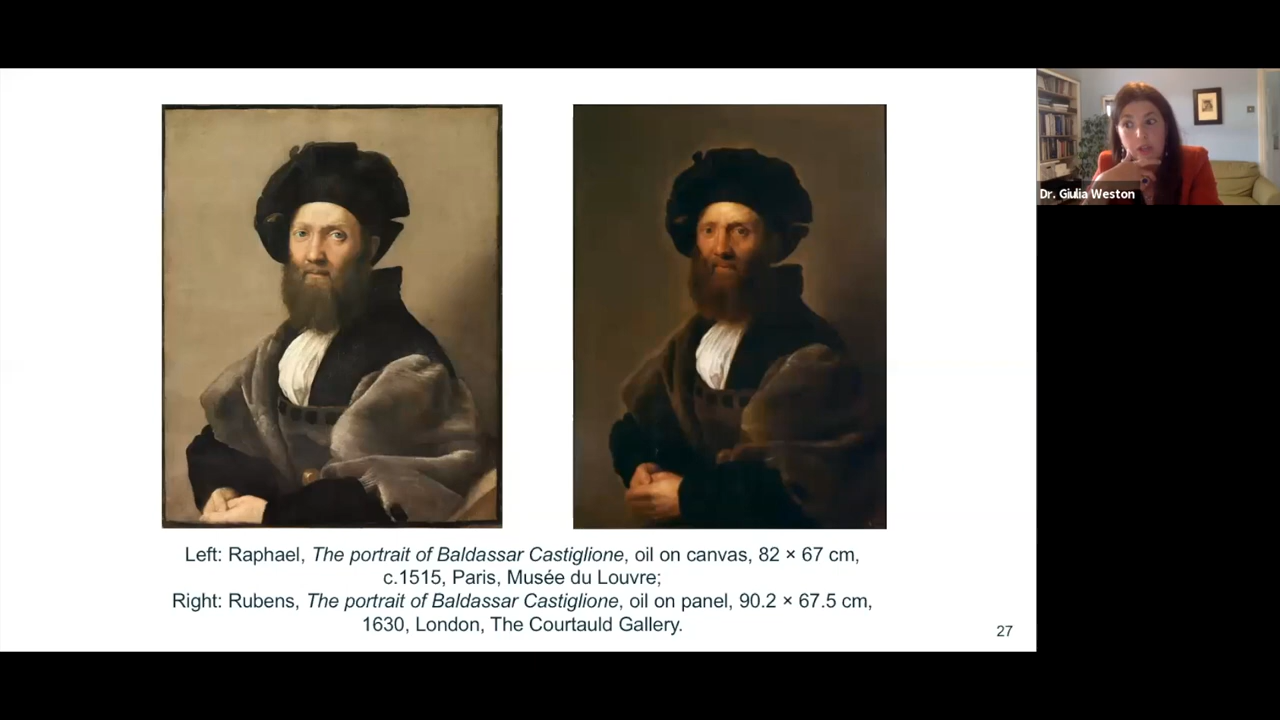 Dr. Giulia Weston
Left: Raphael, The portrait of Baldassar Castiglione, oil on canvas, 82 × 67 cm,
c.1515, Paris, Musée du Louvre;
Right: Rubens, The portrait of Baldassar Castiglione, oil on panel, 90.2 × 67.5 cm,
1630, London, The Courtauld Gallery.
27